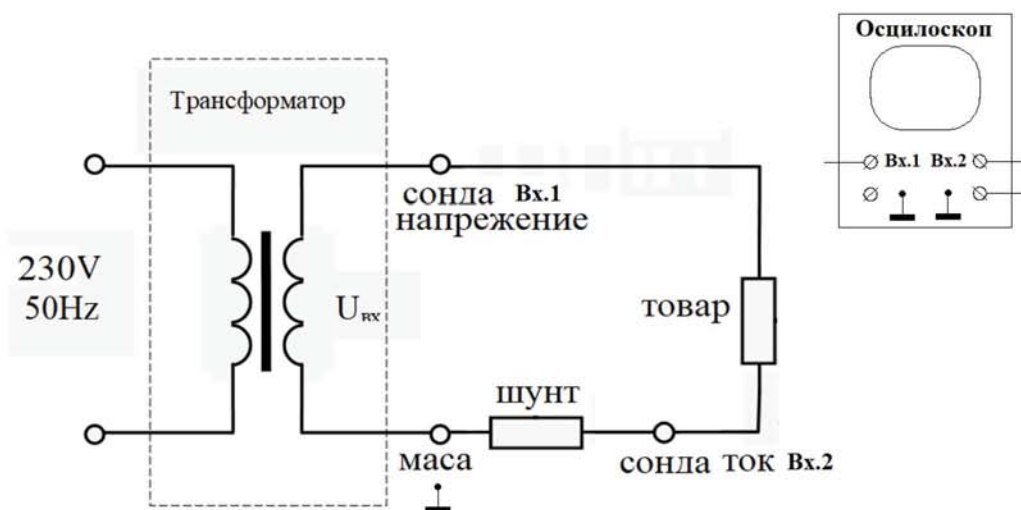 Осцилоскоп
Вх.1 Вх.2
Трансформатор
сонда Вх.1
напрежение
230V
50Hz
Uвх
товар
шунт
маса
сонда ток Вх.2